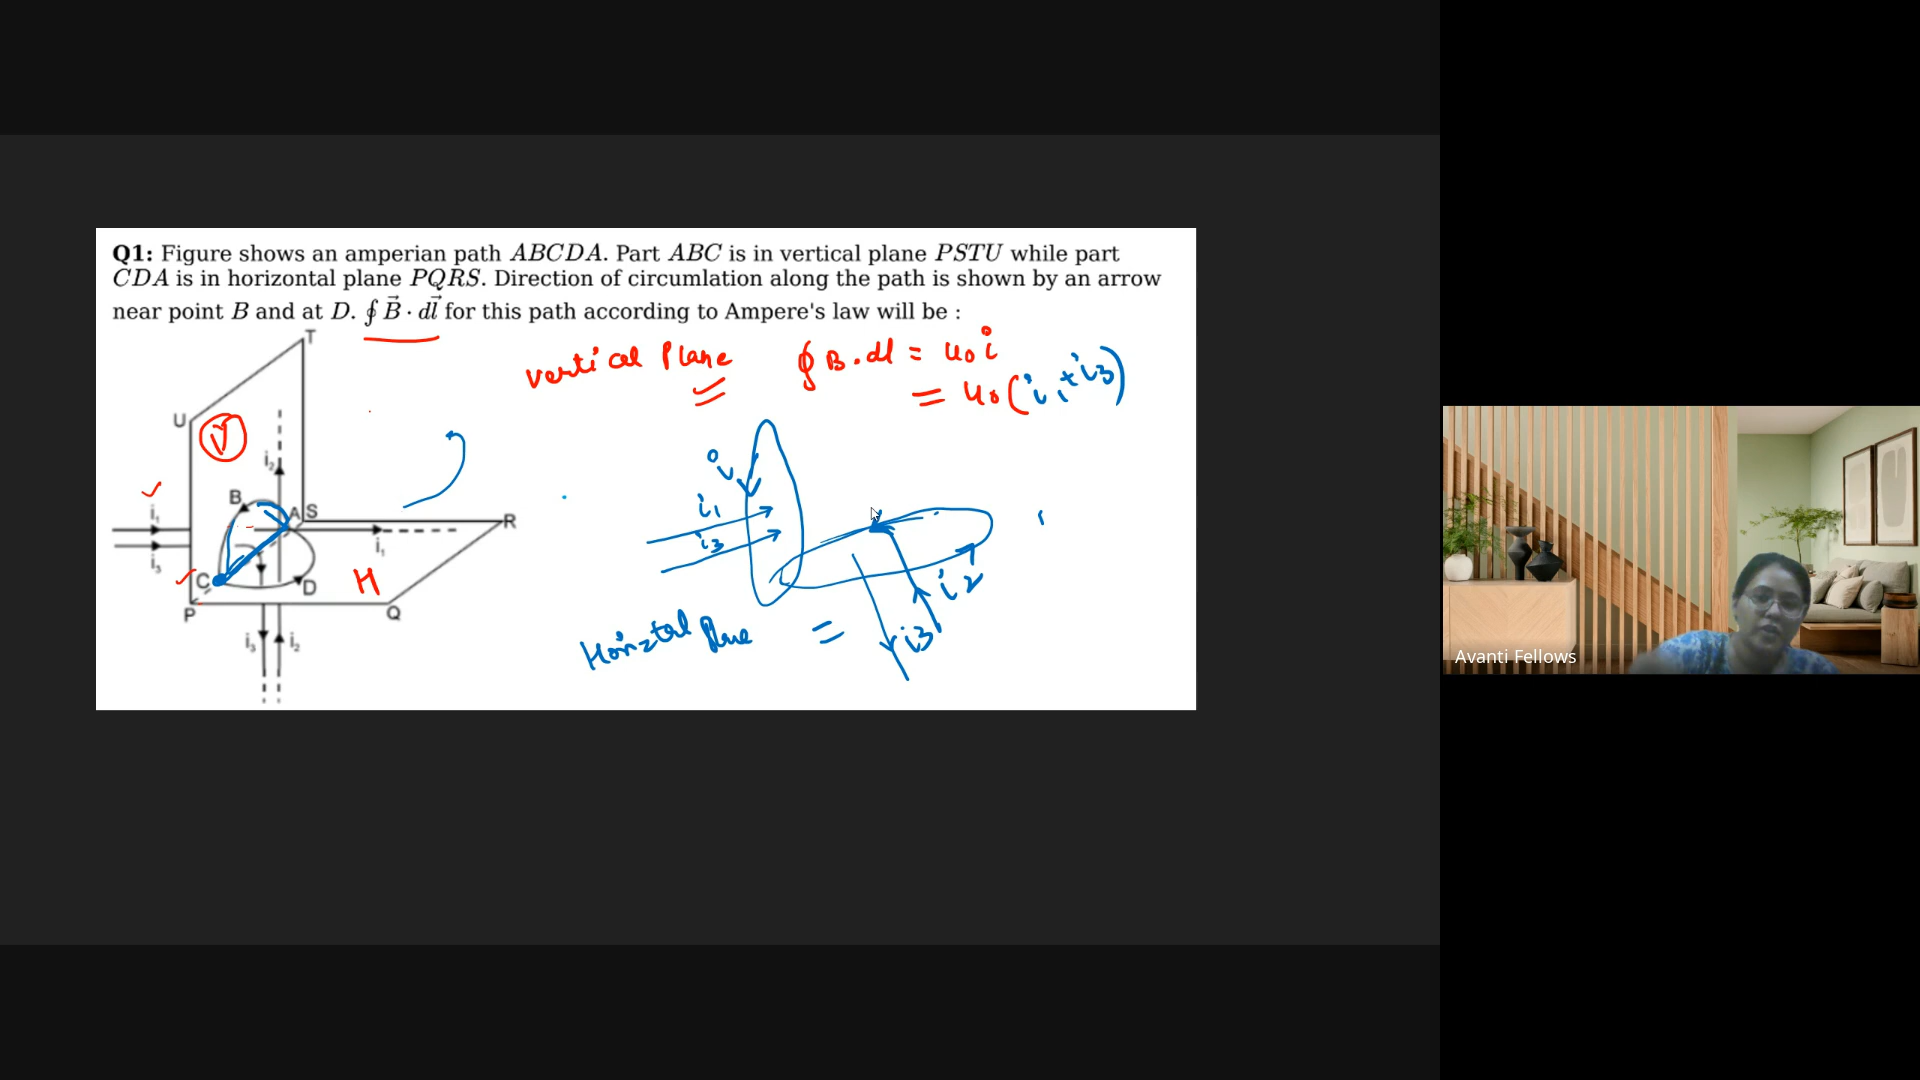 Q1: Figure shows an amperian path ABCDA. Part ABC is in vertical plane PSTU while part
CDA is in horizontal plane PQRS. Direction of circumlation along the path is shown by an arrow
near point B and at D. ∮ B⃗ · dl⃗ for this path according to Ampere's law will be :
T
vertical Plane
∮ B.dl = u₀ i
= u₀ (i₁ + i₃)
U
V
i₂
B
A
S
R
i₁
i₃
i₁
C
D
H
P
Q
i₃
i₂
i
i₁
i₃
i₂
i₃
Horiztal Plane =
Avanti Fellows